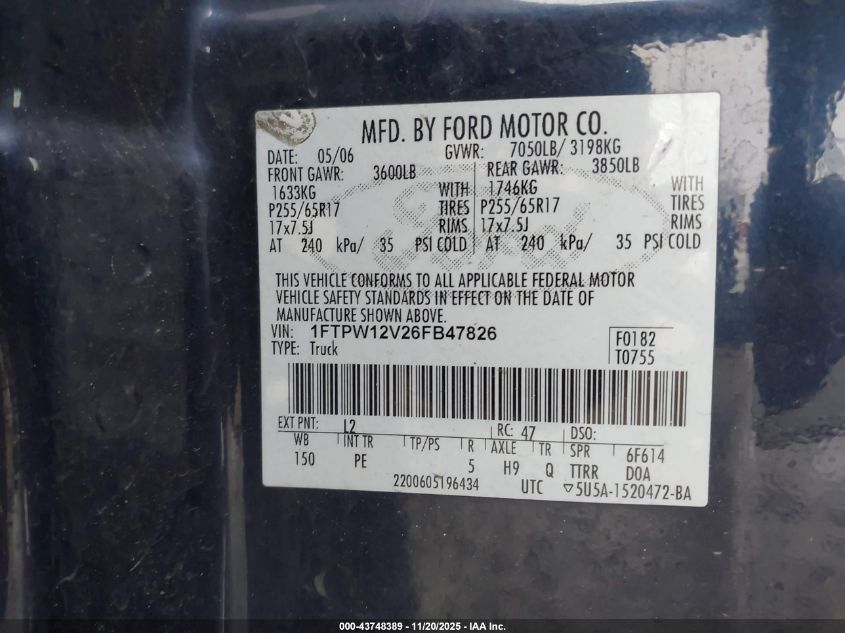 MFD. BY FORD MOTOR CO.
DATE: 05/06 GVWR: 7050LB/ 3198KG
FRONT GAWR: 3600LB REAR GAWR: 3850LB
1633KG WITH 1746KG WITH
P255/65R17 TIRES P255/65R17 TIRES
17x7.5J RIMS 17x7.5J RIMS
AT 240 kPa/ 35 PSI COLD AT 240 kPa/ 35 PSI COLD
THIS VEHICLE CONFORMS TO ALL APPLICABLE FEDERAL MOTOR
VEHICLE SAFETY STANDARDS IN EFFECT ON THE DATE OF
MANUFACTURE SHOWN ABOVE.
VIN: 1FTPW12V26FB47826 F0182
TYPE: Truck T0755
EXT PNT: L2 RC: 47 DSO:
WB INT TR TP/PS R AXLE TR SPR 6F614
150 PE 5 H9 Q TTRR DOA
2200605196434 UTC ▽5U5A-1520472-BA
000-43748389 - 11/20/2025 - IAA Inc.